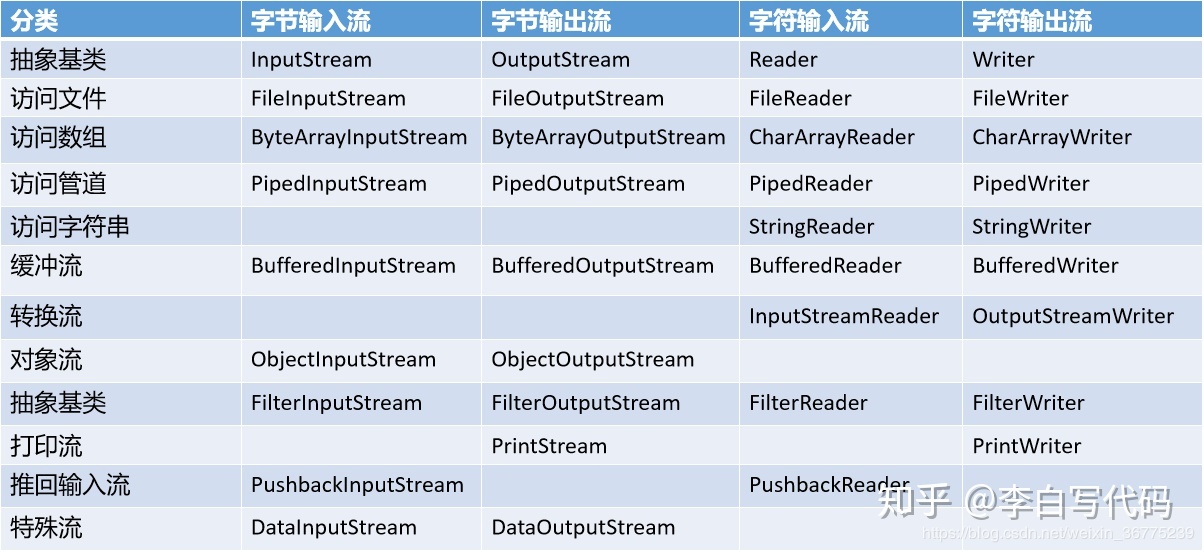 分类 字节输入流 字节输出流 字符输入流 字符输出流
抽象基类 InputStream OutputStream Reader Writer
访问文件 FileInputStream FileOutputStream FileReader FileWriter
访问数组 ByteArrayInputStream ByteArrayOutputStream CharArrayReader CharArrayWriter
访问管道 PipedInputStream PipedOutputStream PipedReader PipedWriter
访问字符串 StringReader StringWriter
缓冲流 BufferedInputStream BufferedOutputStream BufferedReader BufferedWriter
转换流 InputStreamReader OutputStreamWriter
对象流 ObjectInputStream ObjectOutputStream
抽象基类 FilterInputStream FilterOutputStream FilterReader FilterWriter
打印流 PrintStream PrintWriter
推回输入流 PushbackInputStream PushbackReader
知乎 @李白写代码
特殊流 DataInputStream DataOutputStream
https://blog.csdn.net/weixin_36775239